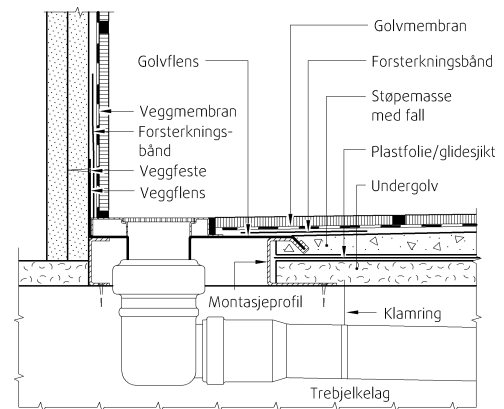 Golvmembran
Golvflens
Forsterkningsbånd
Støpemasse
med fall
Veggmembran
Forsterknings-
bånd
Plastfolie/glidesjikt
Veggfeste
Undergolv
Veggflens
Montasjeprofil
Klamring
Trebjelkelag